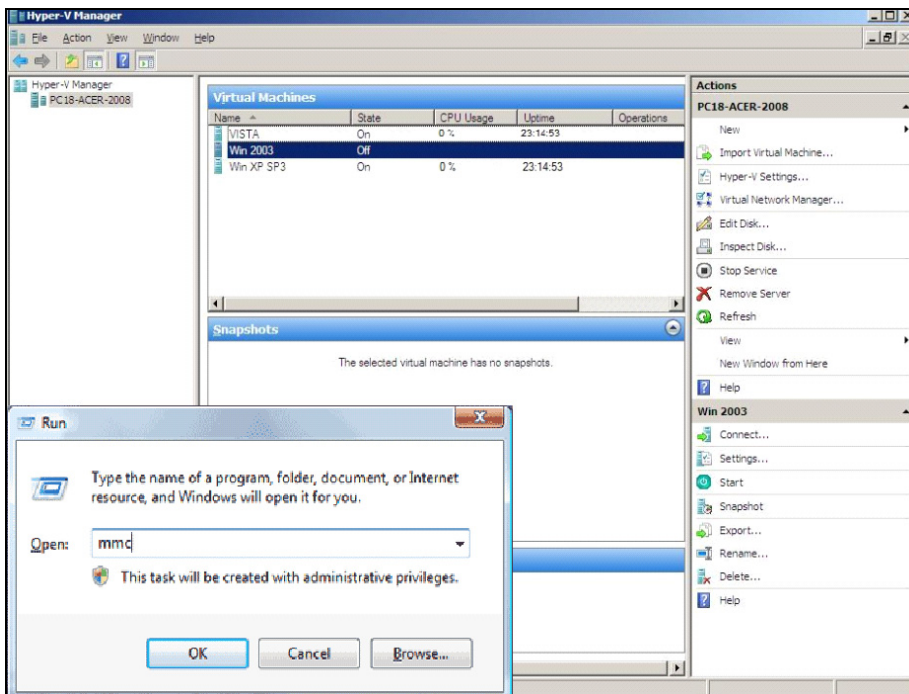 Hyper-V Manager
File Action View Window Help
Hyper-V Manager
PC18-ACER-2008
Virtual Machines
Name State CPU Usage Uptime Operations
VISTA On 0 % 23:14:53
Win 2003 Off
Win XP SP3 On 0 % 23:14:53
Snapshots
The selected virtual machine has no snapshots.
Actions
PC18-ACER-2008
New
Import Virtual Machine...
Hyper-V Settings...
Virtual Network Manager...
Edit Disk...
Inspect Disk...
Stop Service
Remove Server
Refresh
View
New Window from Here
Help
Win 2003
Connect...
Settings...
Start
Snapshot
Export...
Rename...
Delete...
Help
Run
Type the name of a program, folder, document, or Internet
resource, and Windows will open it for you.
Open: mmc
This task will be created with administrative privileges.
OK Cancel Browse...